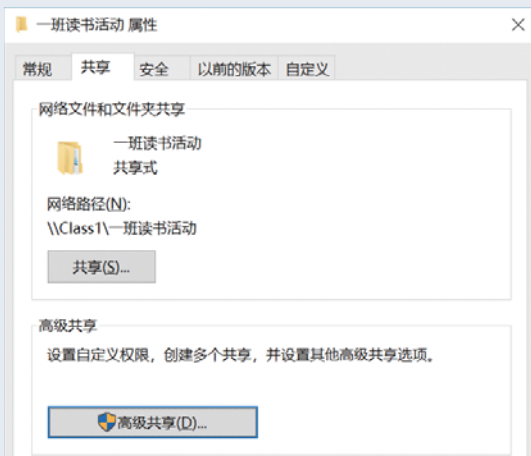 一班读书活动 属性
常规 共享 安全 以前的版本 自定义
网络文件和文件夹共享
一班读书活动
共享式
网络路径(N):
\\Class1\一班读书活动
共享(S)...
高级共享
设置自定义权限，创建多个共享，并设置其他高级共享选项。
高级共享(D)...